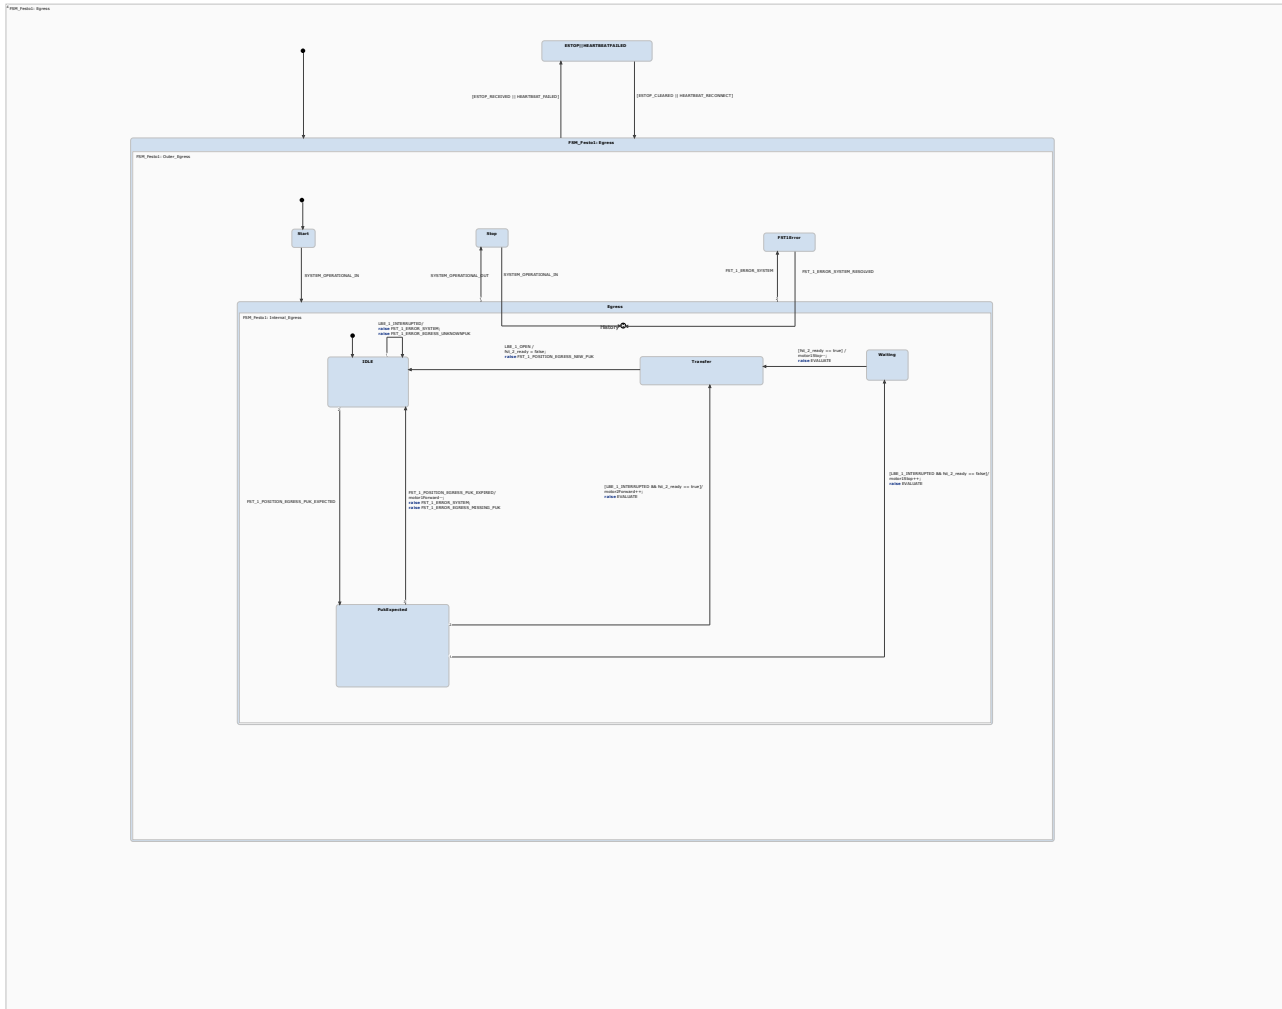 FSM_Festo1: Egress
ESTOP||HEARTBEATFAILED
[ESTOP_RECEIVED || HEARTBEAT_FAILED]
[ESTOP_CLEARED || HEARTBEAT_RECONNECT]
FSM_Festo1: Egress
FSM_Festo1: Outer_Egress
Start
Stop
FST1Error
SYSTEM_OPERATIONAL_IN
SYSTEM_OPERATIONAL_OUT
SYSTEM_OPERATIONAL_IN
FST_1_ERROR_SYSTEM
FST_1_ERROR_SYSTEM_RESOLVED
Egress
FSM_Festo1: Internal_Egress
LBE_1_INTERRUPTED/
raise FST_1_ERROR_SYSTEM;
raise FST_1_ERROR_EGRESS_UNKNOWNPUK
history
IDLE
LBE_1_OPEN /
fst_2_ready = false;
raise FST_1_POSITION_EGRESS_NEW_PUK
Transfer
[fst_2_ready == true] /
motor1Stop--;
raise EVALUATE
Waiting
FST_1_POSITION_EGRESS_PUK_EXPECTED
FST_1_POSITION_EGRESS_PUK_EXPIRED/
motor1Forward--;
raise FST_1_ERROR_SYSTEM;
raise FST_1_ERROR_EGRESS_MISSING_PUK
[LBE_1_INTERRUPTED && fst_2_ready == true]/
motor2Forward++;
raise EVALUATE
[LBE_1_INTERRUPTED && fst_2_ready == false]/
motor1Stop++;
raise EVALUATE
PukExpected